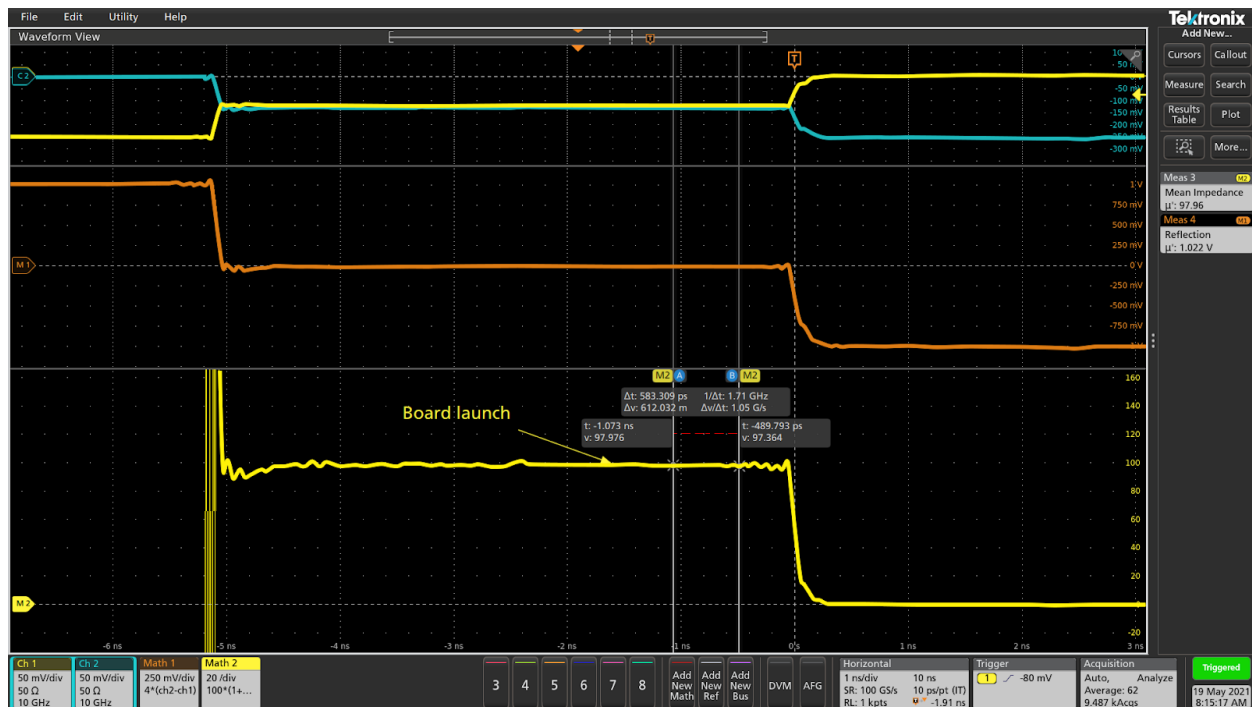 File Edit Utility Help
Tektronix
Waveform View
Add New...
Cursors Callout
Measure Search
Results Table Plot
More...
C 2
T
50
0 V
-50 mV
-100 mV
-150 mV
-200 mV
-250 mV
-300 mV
Meas 3 M2
Mean Impedance
µ': 97.96
Meas 4 M1
Reflection
µ': 1.022 V
M 1
1 V
750 mV
500 mV
250 mV
0 V
-250 mV
-500 mV
-750 mV
M2 A B M2
Δt: 583.309 ps 1/Δt: 1.71 GHz
Δv: 612.032 m Δv/Δt: 1.05 G/s
t: -1.073 ns
v: 97.976
t: -489.793 ps
v: 97.364
Board launch
160
140
120
100
80
60
40
20
-20
M 2
-6 ns -5 ns -4 ns -3 ns -2 ns -1 ns 0 s 1 ns 2 ns 3 ns
Ch 1
50 mV/div
50 Ω
10 GHz
Ch 2
50 mV/div
50 Ω
10 GHz
Math 1
250 mV/div
4*(ch2-ch1)
Math 2
20 /div
100*(1+...
3 4 5 6 7 8
Add New Math
Add New Ref
Add New Bus
DVM
AFG
Horizontal
1 ns/div 10 ns
SR: 100 GS/s 10 ps/pt (IT)
RL: 1 kpts -1.91 ns
Trigger
1 -80 mV
Acquisition
Auto, Analyze
Average: 62
9.487 kAcqs
Triggered
19 May 2021
8:15:17 AM